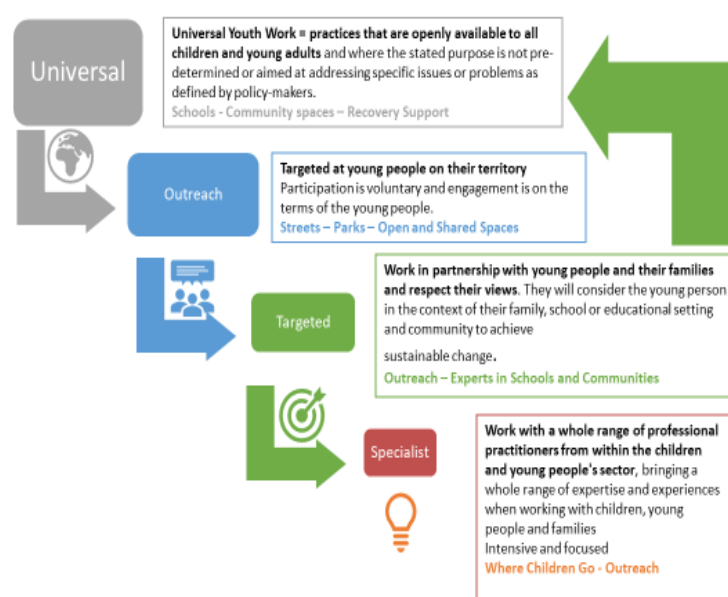 Universal
Universal Youth Work = practices that are openly available to all
children and young adults and where the stated purpose is not pre-
determined or aimed at addressing specific issues or problems as
defined by policy-makers.
Schools - Community spaces – Recovery Support
Outreach
Targeted at young people on their territory
Participation is voluntary and engagement is on the
terms of the young people.
Streets – Parks – Open and Shared Spaces
Targeted
Work in partnership with young people and their families
and respect their views. They will consider the young person
in the context of their family, school or educational setting
and community to achieve
sustainable change.
Outreach – Experts in Schools and Communities
Specialist
Work with a whole range of professional
practitioners from within the children
and young people's sector, bringing a
whole range of expertise and experiences
when working with children, young
people and families
Intensive and focused
Where Children Go - Outreach